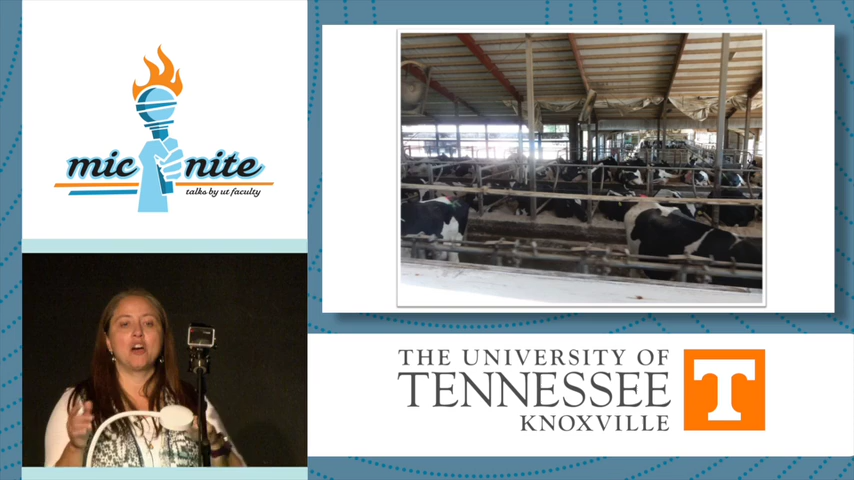 mic nite
talks by ut faculty
THE UNIVERSITY OF
TENNESSEE
KNOXVILLE
T